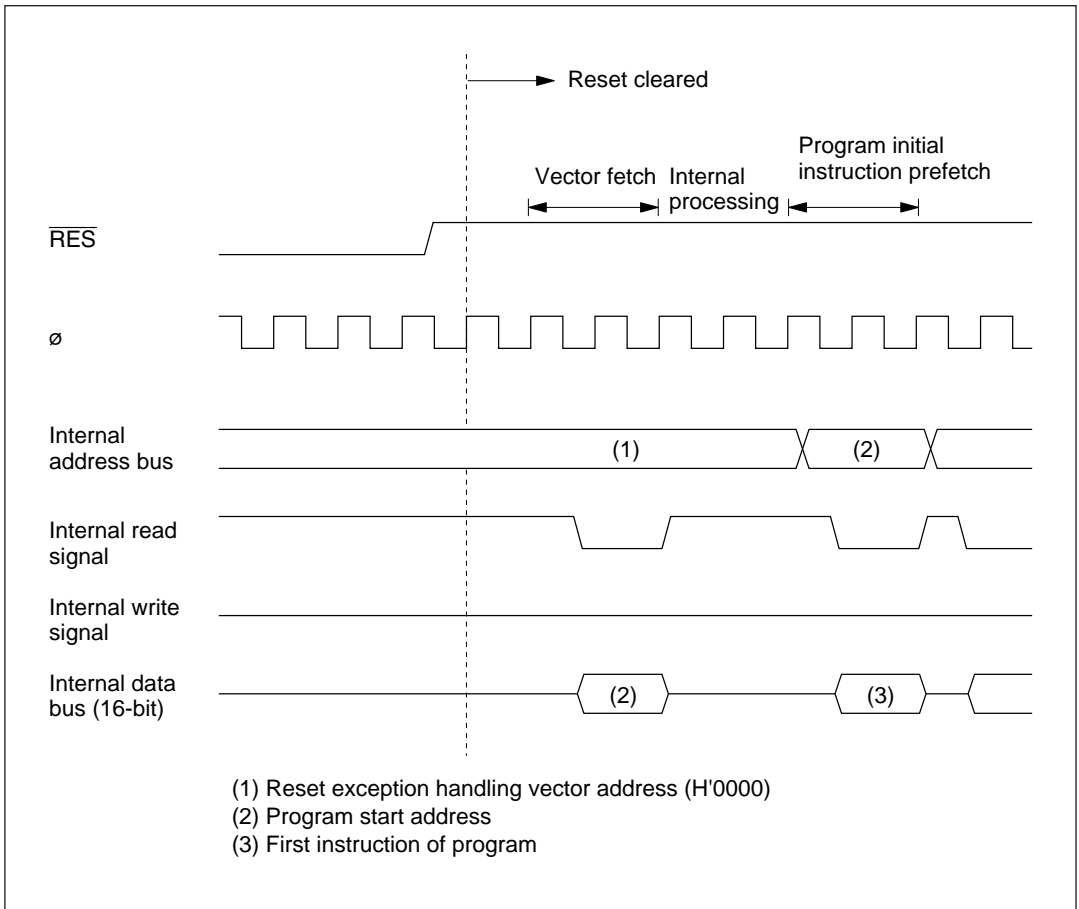 Reset cleared
Program initial
instruction prefetch
Vector fetch
Internal
processing
RES
ø
Internal
address bus
(1)
(2)
Internal read
signal
Internal write
signal
Internal data
bus (16-bit)
(2)
(3)
(1) Reset exception handling vector address (H'0000)
(2) Program start address
(3) First instruction of program